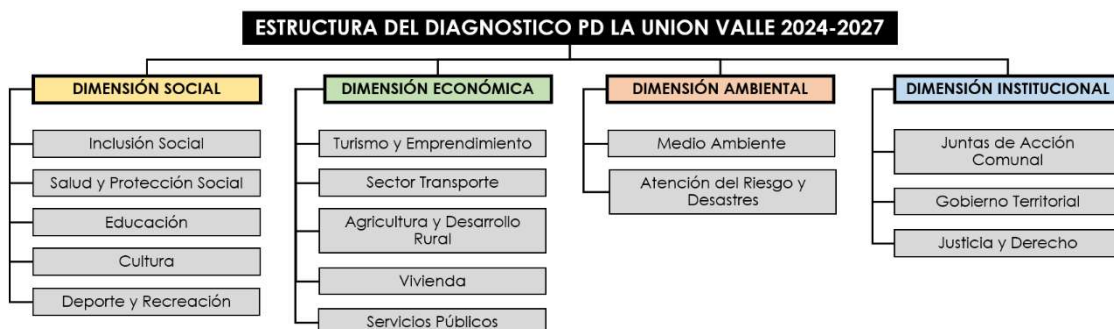 ESTRUCTURA DEL DIAGNOSTICO PD LA UNION VALLE 2024-2027
DIMENSIÓN SOCIAL
Inclusión Social
Salud y Protección Social
Educación
Cultura
Deporte y Recreación
DIMENSIÓN ECONÓMICA
Turismo y Emprendimiento
Sector Transporte
Agricultura y Desarrollo
Rural
Vivienda
Servicios Públicos
DIMENSIÓN AMBIENTAL
Medio Ambiente
Atención del Riesgo y
Desastres
DIMENSIÓN INSTITUCIONAL
Juntas de Acción
Comunal
Gobierno Territorial
Justicia y Derecho